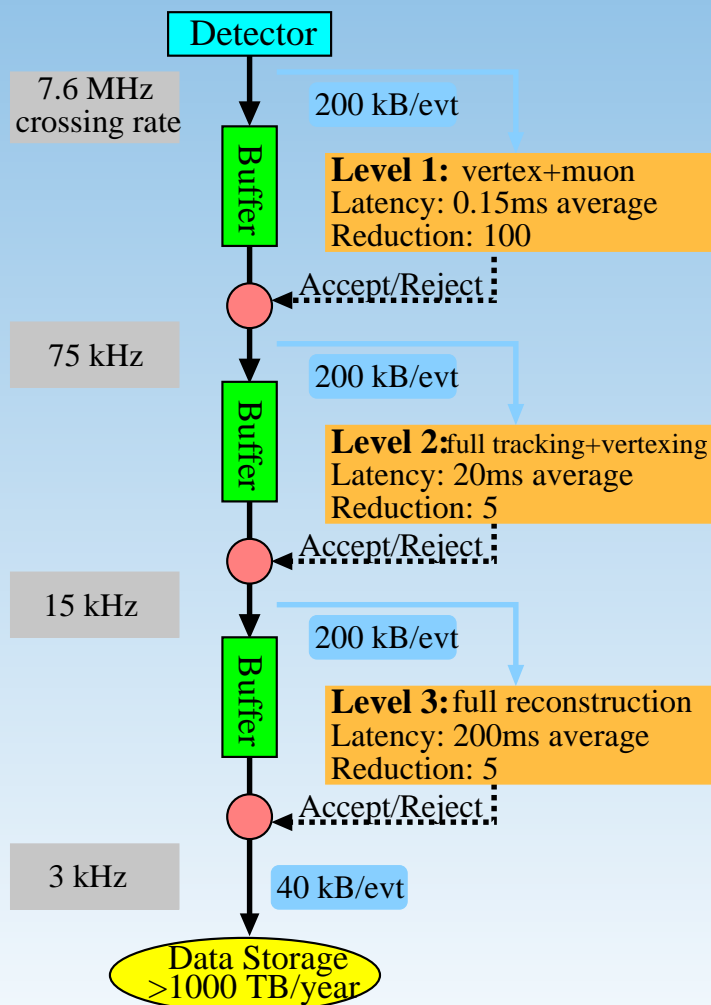 Detector
7.6 MHz
crossing rate
200 kB/evt
Buffer
Level 1: vertex+muon
Latency: 0.15ms average
Reduction: 100
Accept/Reject
75 kHz
200 kB/evt
Buffer
Level 2:full tracking+vertexing
Latency: 20ms average
Reduction: 5
Accept/Reject
15 kHz
200 kB/evt
Buffer
Level 3:full reconstruction
Latency: 200ms average
Reduction: 5
Accept/Reject
3 kHz
40 kB/evt
Data Storage
>1000 TB/year